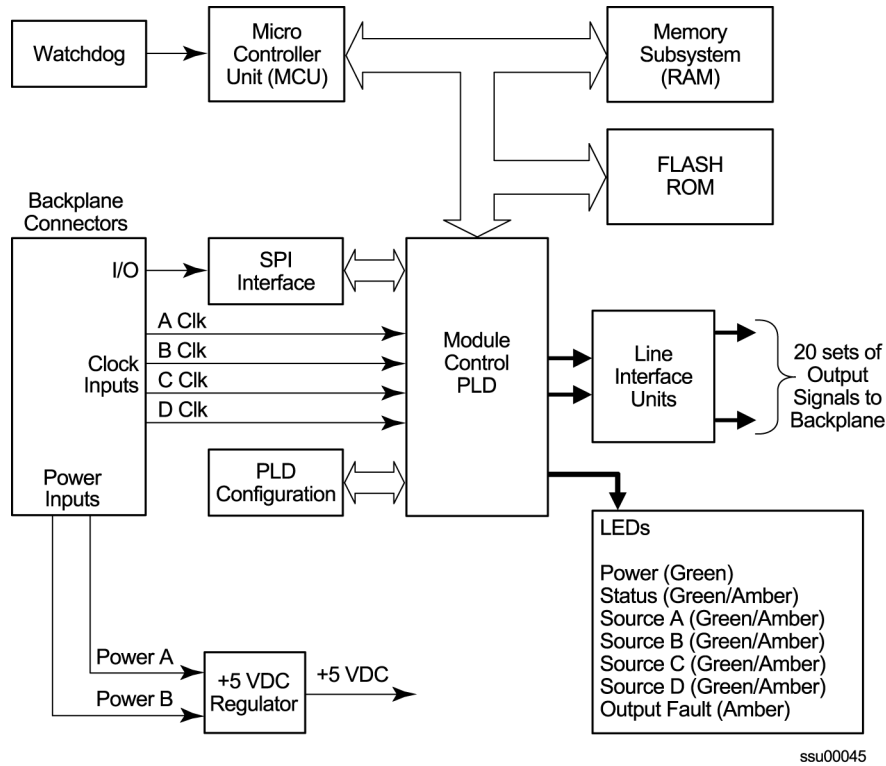 Watchdog
Micro
Controller
Unit (MCU)
Memory
Subsystem
(RAM)
FLASH
ROM
Backplane
Connectors
I/O
SPI
Interface
A Clk
B Clk
Clock
Inputs
C Clk
D Clk
Module
Control
PLD
Line
Interface
Units
20 sets of
Output
Signals to
Backplane
PLD
Configuration
Power
Inputs
LEDs
Power (Green)
Status (Green/Amber)
Source A (Green/Amber)
Source B (Green/Amber)
Source C (Green/Amber)
Source D (Green/Amber)
Output Fault (Amber)
Power A
Power B
+5 VDC
Regulator
+5 VDC
ssu00045